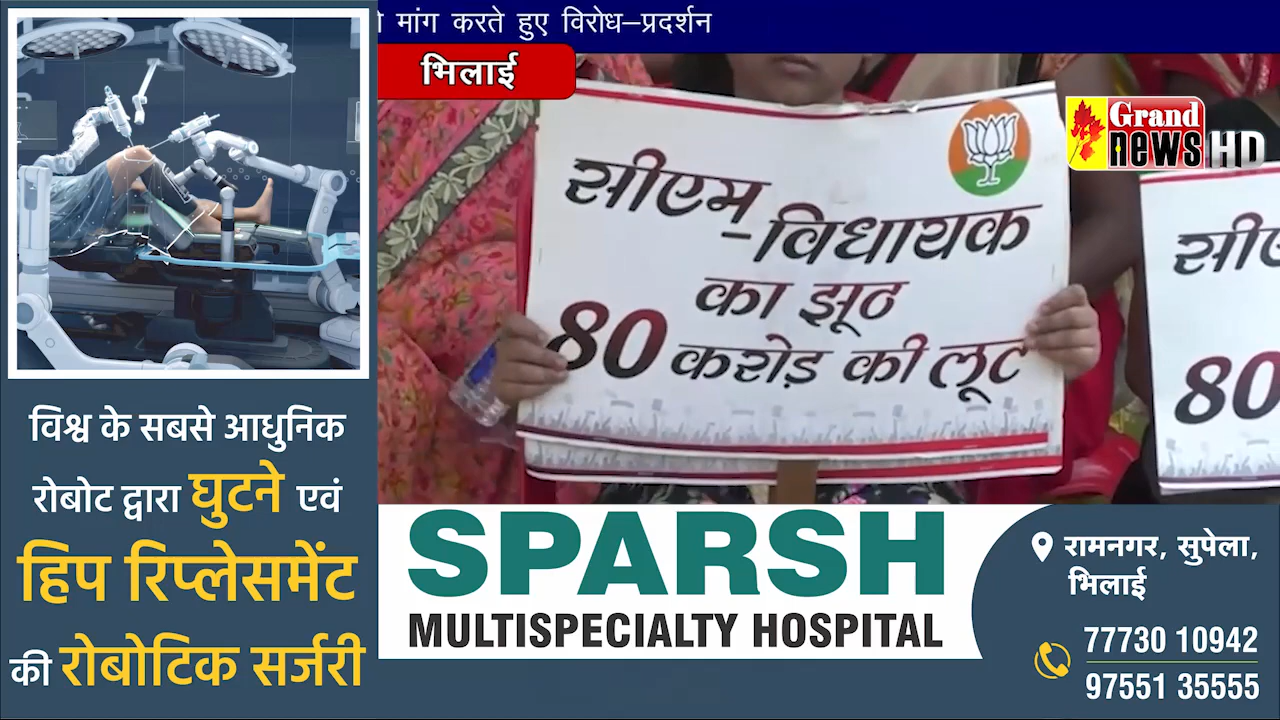 ो मांग करते हुए विरोध–प्रदर्शन
भिलाई
Grand
news HD
सीएम
-विधायक
का झूठ
80 करोड़ की लूट
सीए
80
विश्व के सबसे आधुनिक
रोबोट द्वारा घुटने एवं
हिप रिप्लेसमेंट
की रोबोटिक सर्जरी
SPARSH
MULTISPECIALTY HOSPITAL
रामनगर, सुपेला,
भिलाई
77730 10942
97551 35555